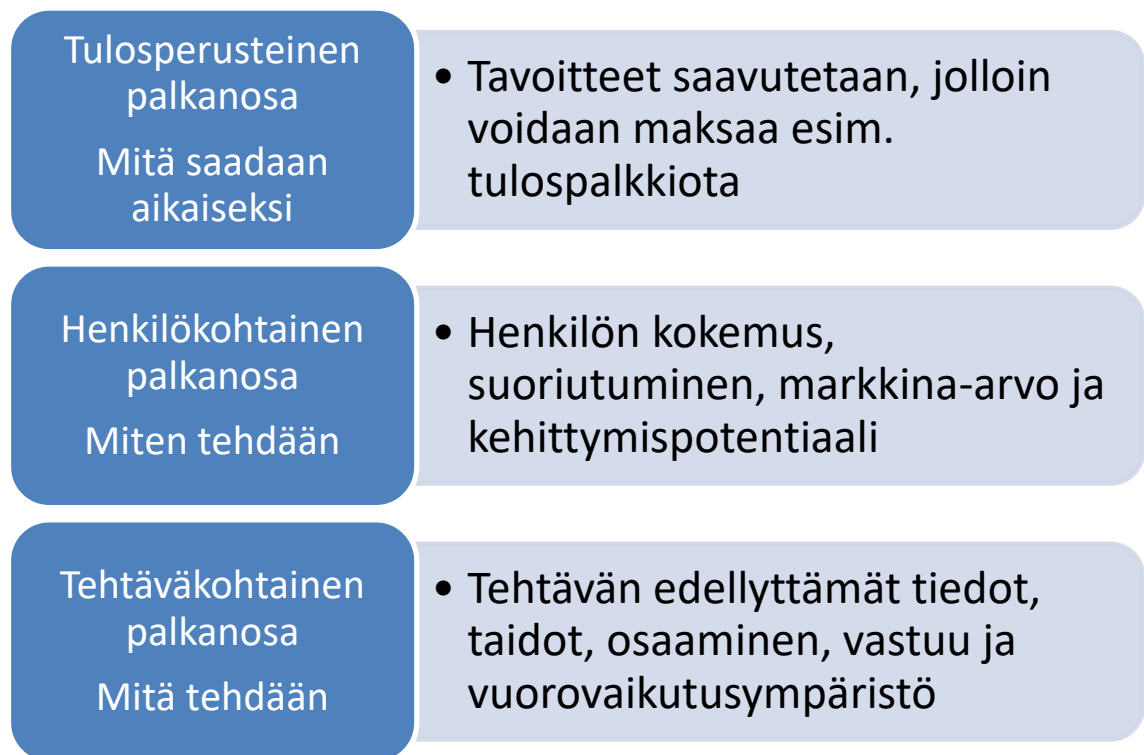 Tulosperusteinen
palkanosa
Mitä saadaan
aikaiseksi
• Tavoitteet saavutetaan, jolloin
voidaan maksaa esim.
tulospalkkiota
Henkilökohtainen
palkanosa
Miten tehdään
• Henkilön kokemus,
suoriutuminen, markkina-arvo ja
kehittymispotentiaali
Tehtäväkohtainen
palkanosa
Mitä tehdään
• Tehtävän edellyttämät tiedot,
taidot, osaaminen, vastuu ja
vuorovaikutusympäristö